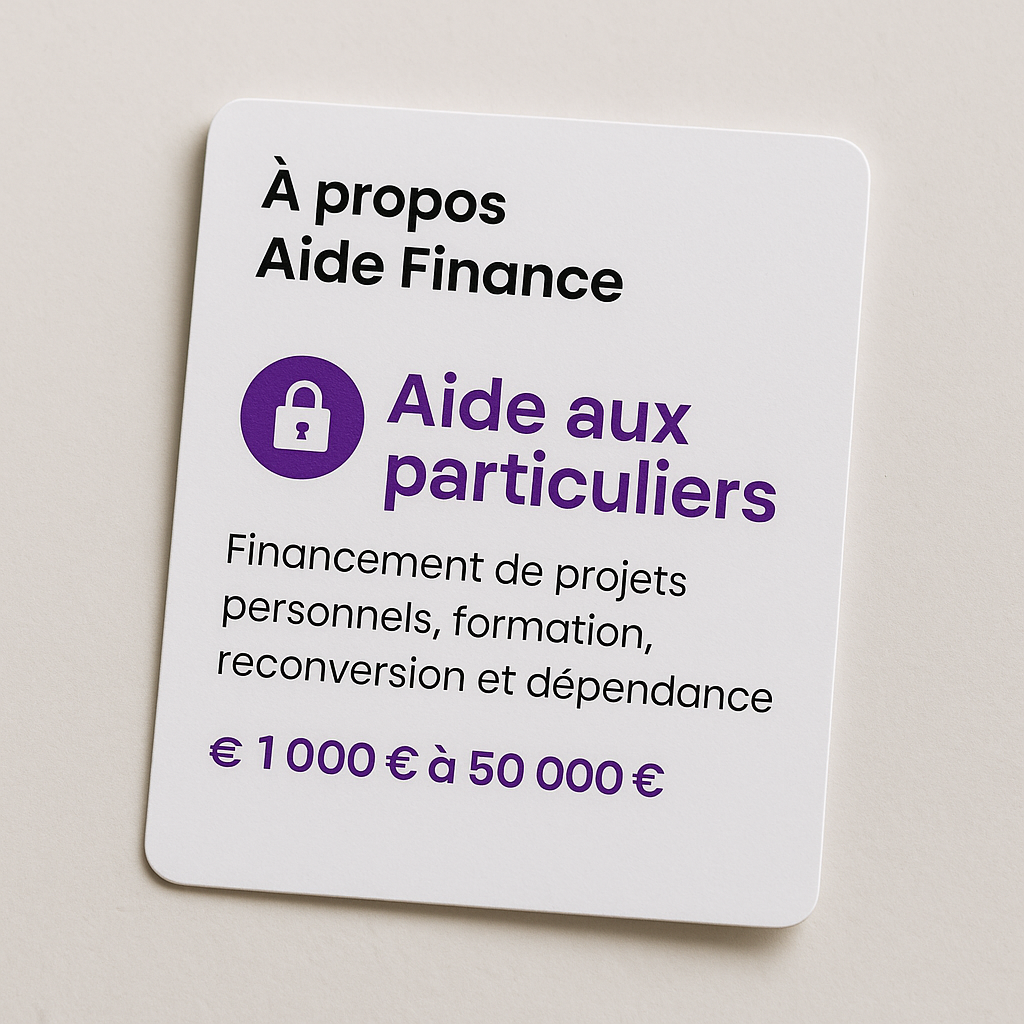 À propos
Aide Finance
Aide aux
particuliers
Financement de projets
personnels, formation,
reconversion et dépendance
€ 1 000 € à 50 000 €